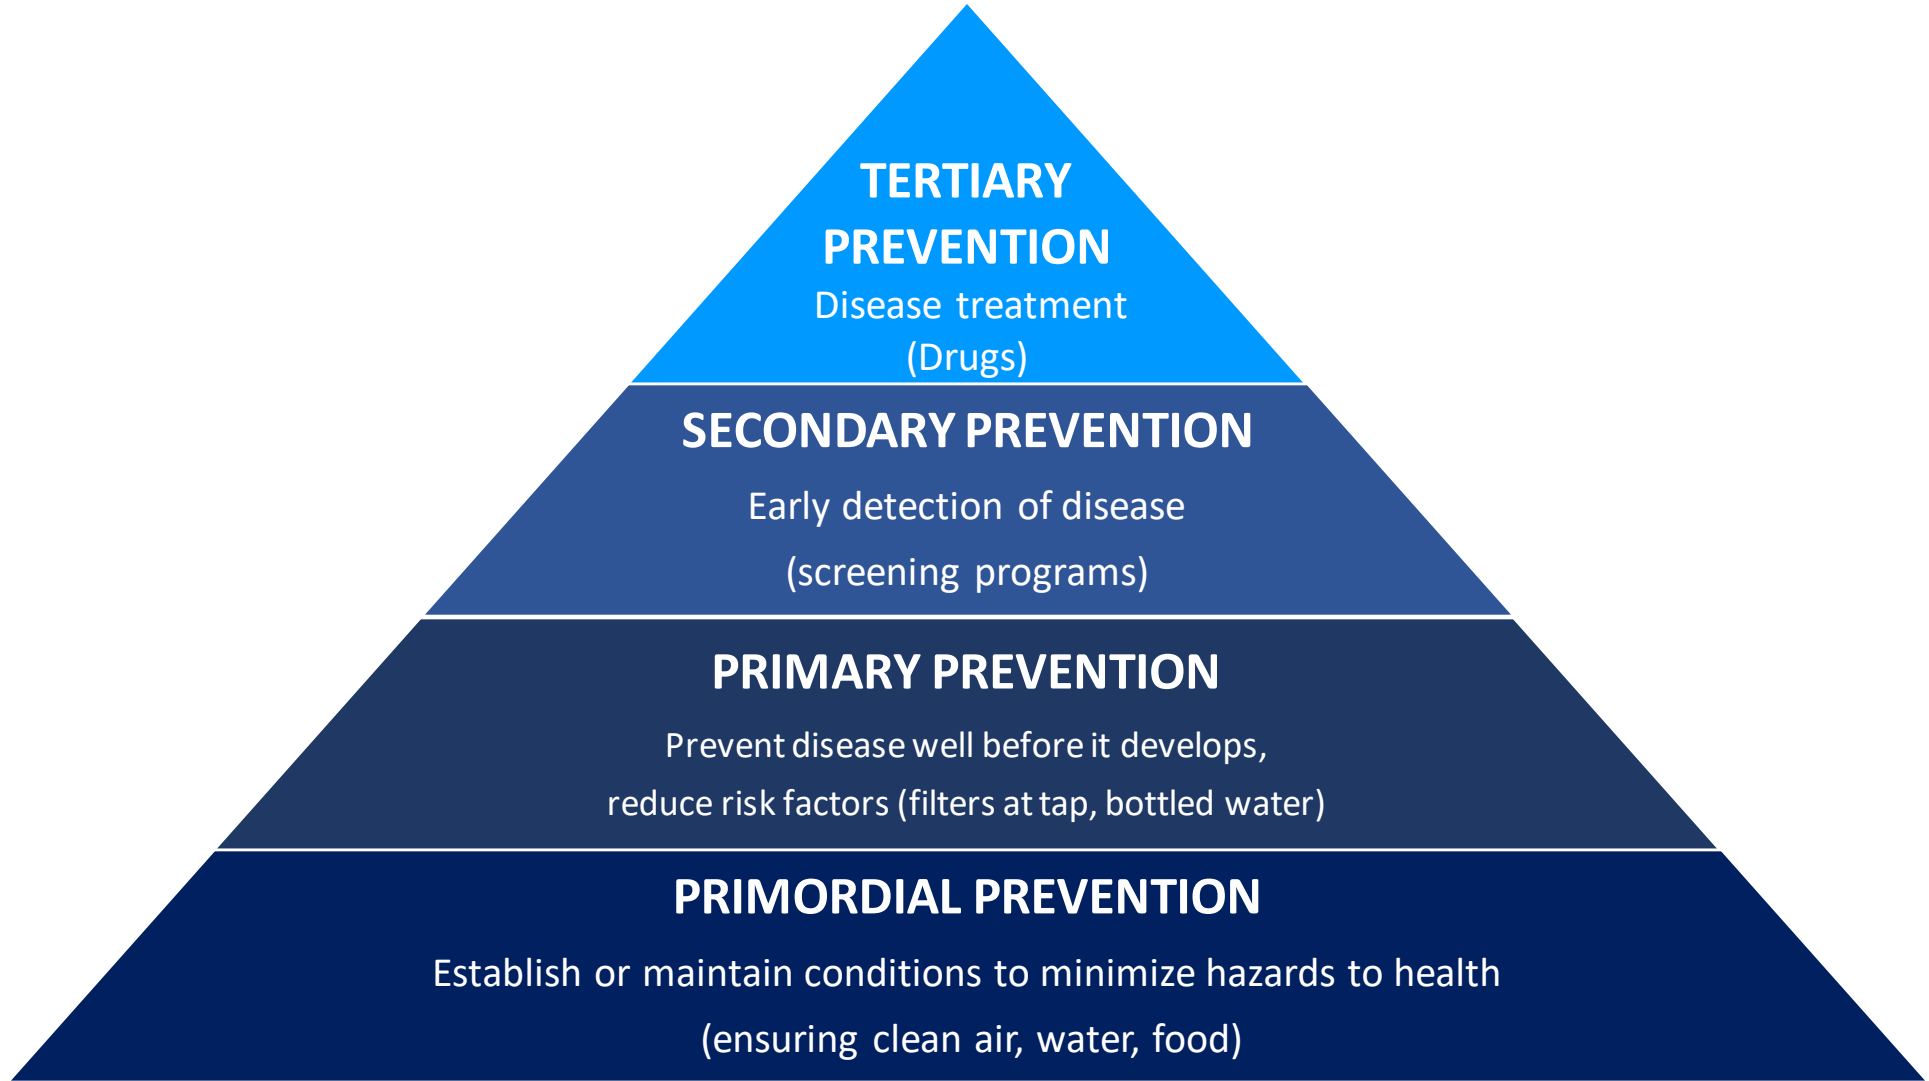 TERTIARY
PREVENTION
Disease treatment
(Drugs)
SECONDARY PREVENTION
Early detection of disease
(screening programs)
PRIMARY PREVENTION
Prevent disease well before it develops,
reduce risk factors (filters at tap, bottled water)
PRIMORDIAL PREVENTION
Establish or maintain conditions to minimize hazards to health
(ensuring clean air, water, food)